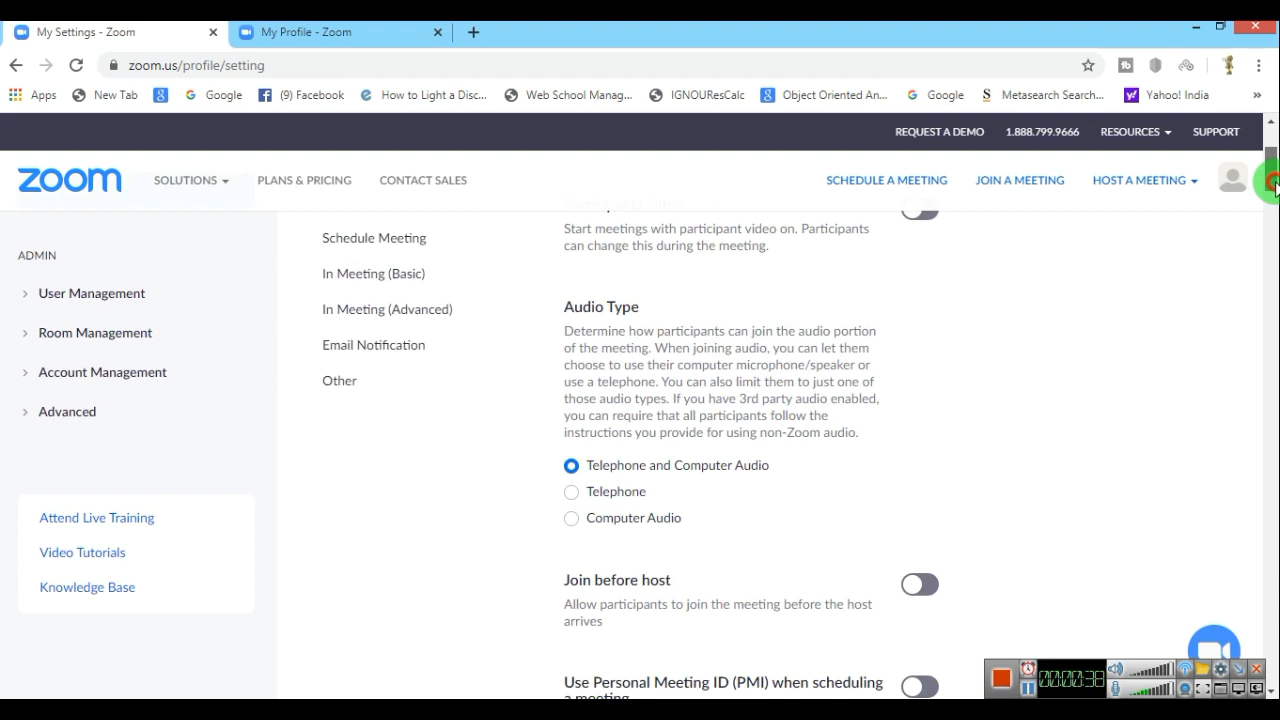 My Settings - Zoom
My Profile - Zoom
zoom.us/profile/setting
Apps
New Tab
Google
(9) Facebook
How to Light a Disc...
Web School Manag...
IGNOUResCalc
Object Oriented An...
Google
Metasearch Search...
Yahoo! India
REQUEST A DEMO
1.888.799.9666
RESOURCES
SUPPORT
zoom
SOLUTIONS
PLANS & PRICING
CONTACT SALES
SCHEDULE A MEETING
JOIN A MEETING
HOST A MEETING
ADMIN
User Management
Room Management
Account Management
Advanced
Attend Live Training
Video Tutorials
Knowledge Base
Schedule Meeting
In Meeting (Basic)
In Meeting (Advanced)
Email Notification
Other
Start meetings with participant video on. Participants
can change this during the meeting.
Audio Type
Determine how participants can join the audio portion
of the meeting. When joining audio, you can let them
choose to use their computer microphone/speaker or
use a telephone. You can also limit them to just one of
those audio types. If you have 3rd party audio enabled,
you can require that all participants follow the
instructions you provide for using non-Zoom audio.
Telephone and Computer Audio
Telephone
Computer Audio
Join before host
Allow participants to join the meeting before the host
arrives
Use Personal Meeting ID (PMI) when scheduling
a meeting
00:00:38